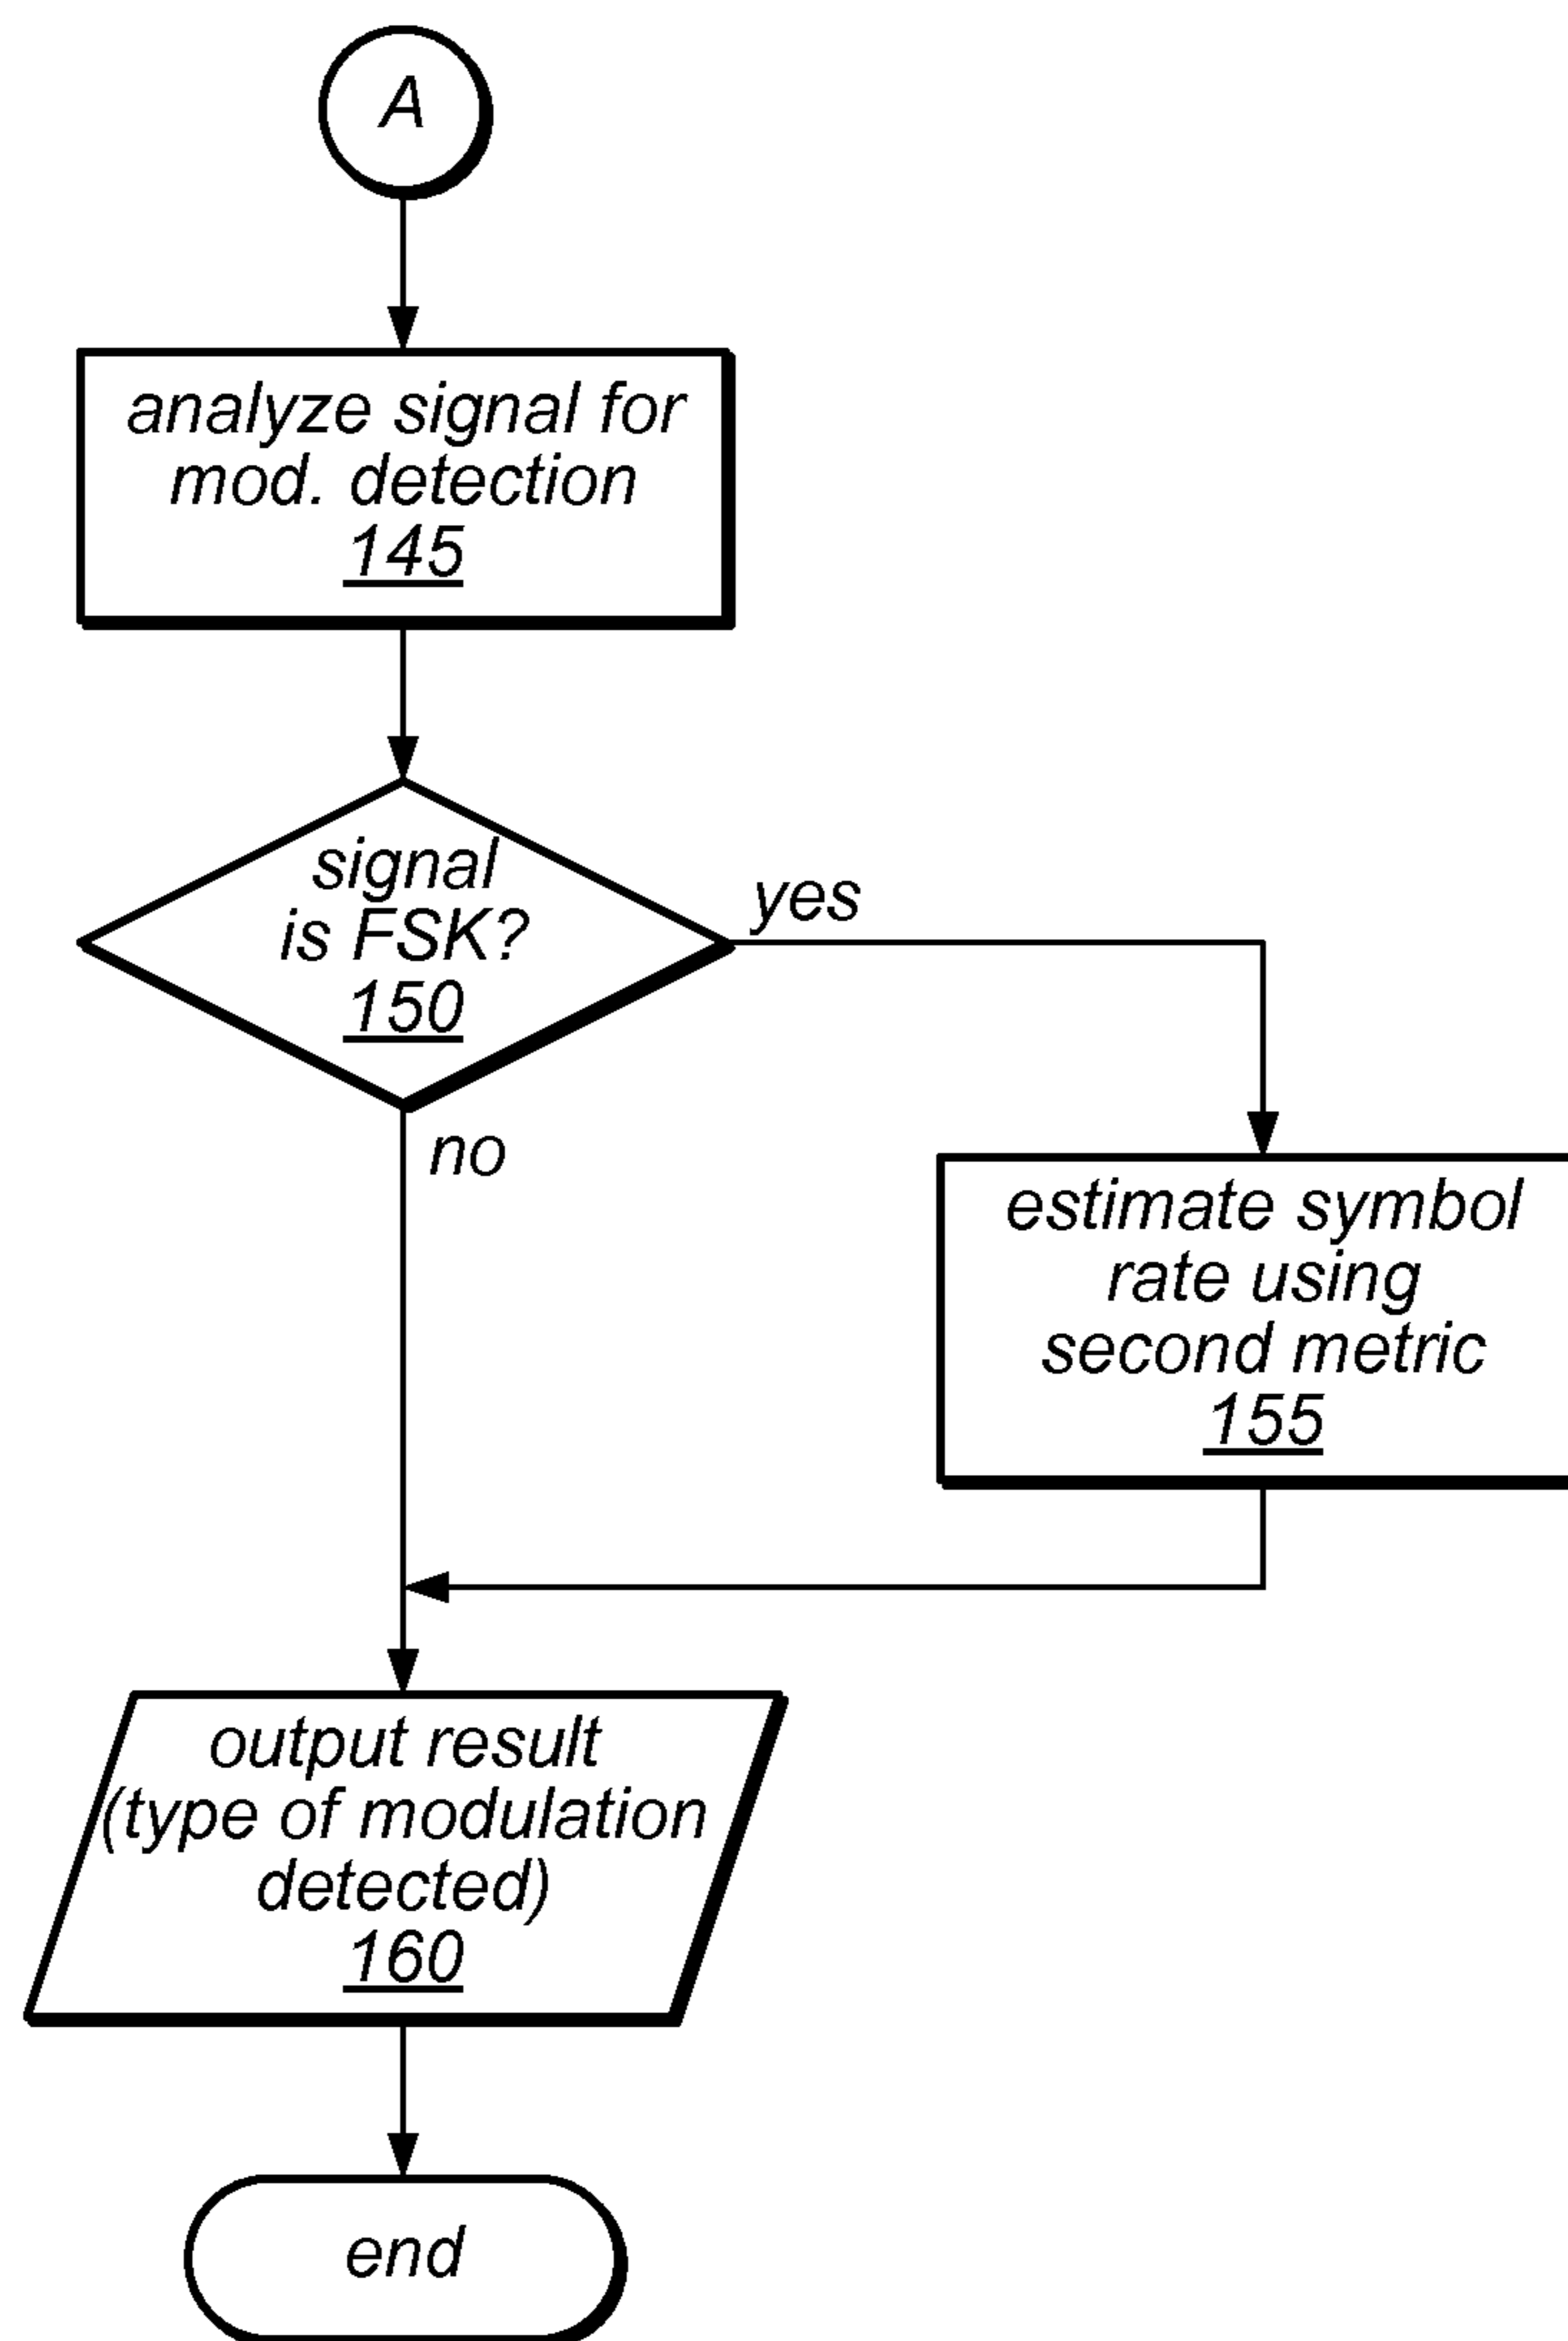 A
analyze signal for
mod. detection
145
signal
is FSK?
150
yes
no
estimate symbol
rate using
second metric
155
output result
(type of modulation
detected)
160
end